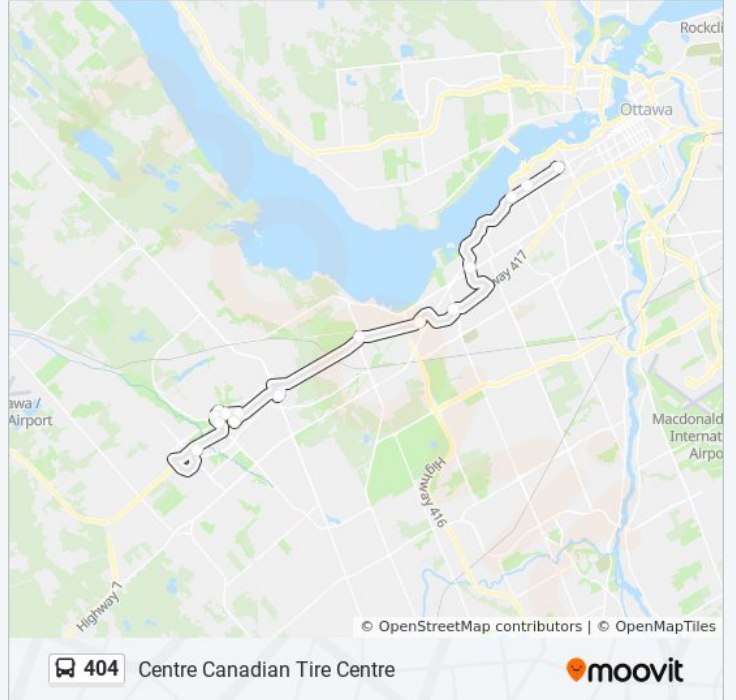 Rockcli
Ottawa
way 417
awa /
Airport
Macdonald
Internat
Airpo
Highway 416
Highway 7
© OpenStreetMap contributors | © OpenMapTiles
404 Centre Canadian Tire Centre moovit